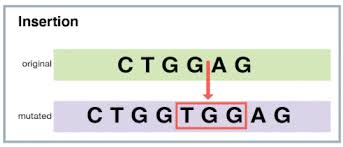 Insertion
original C T G G A G
mutated C T G G T G G A G